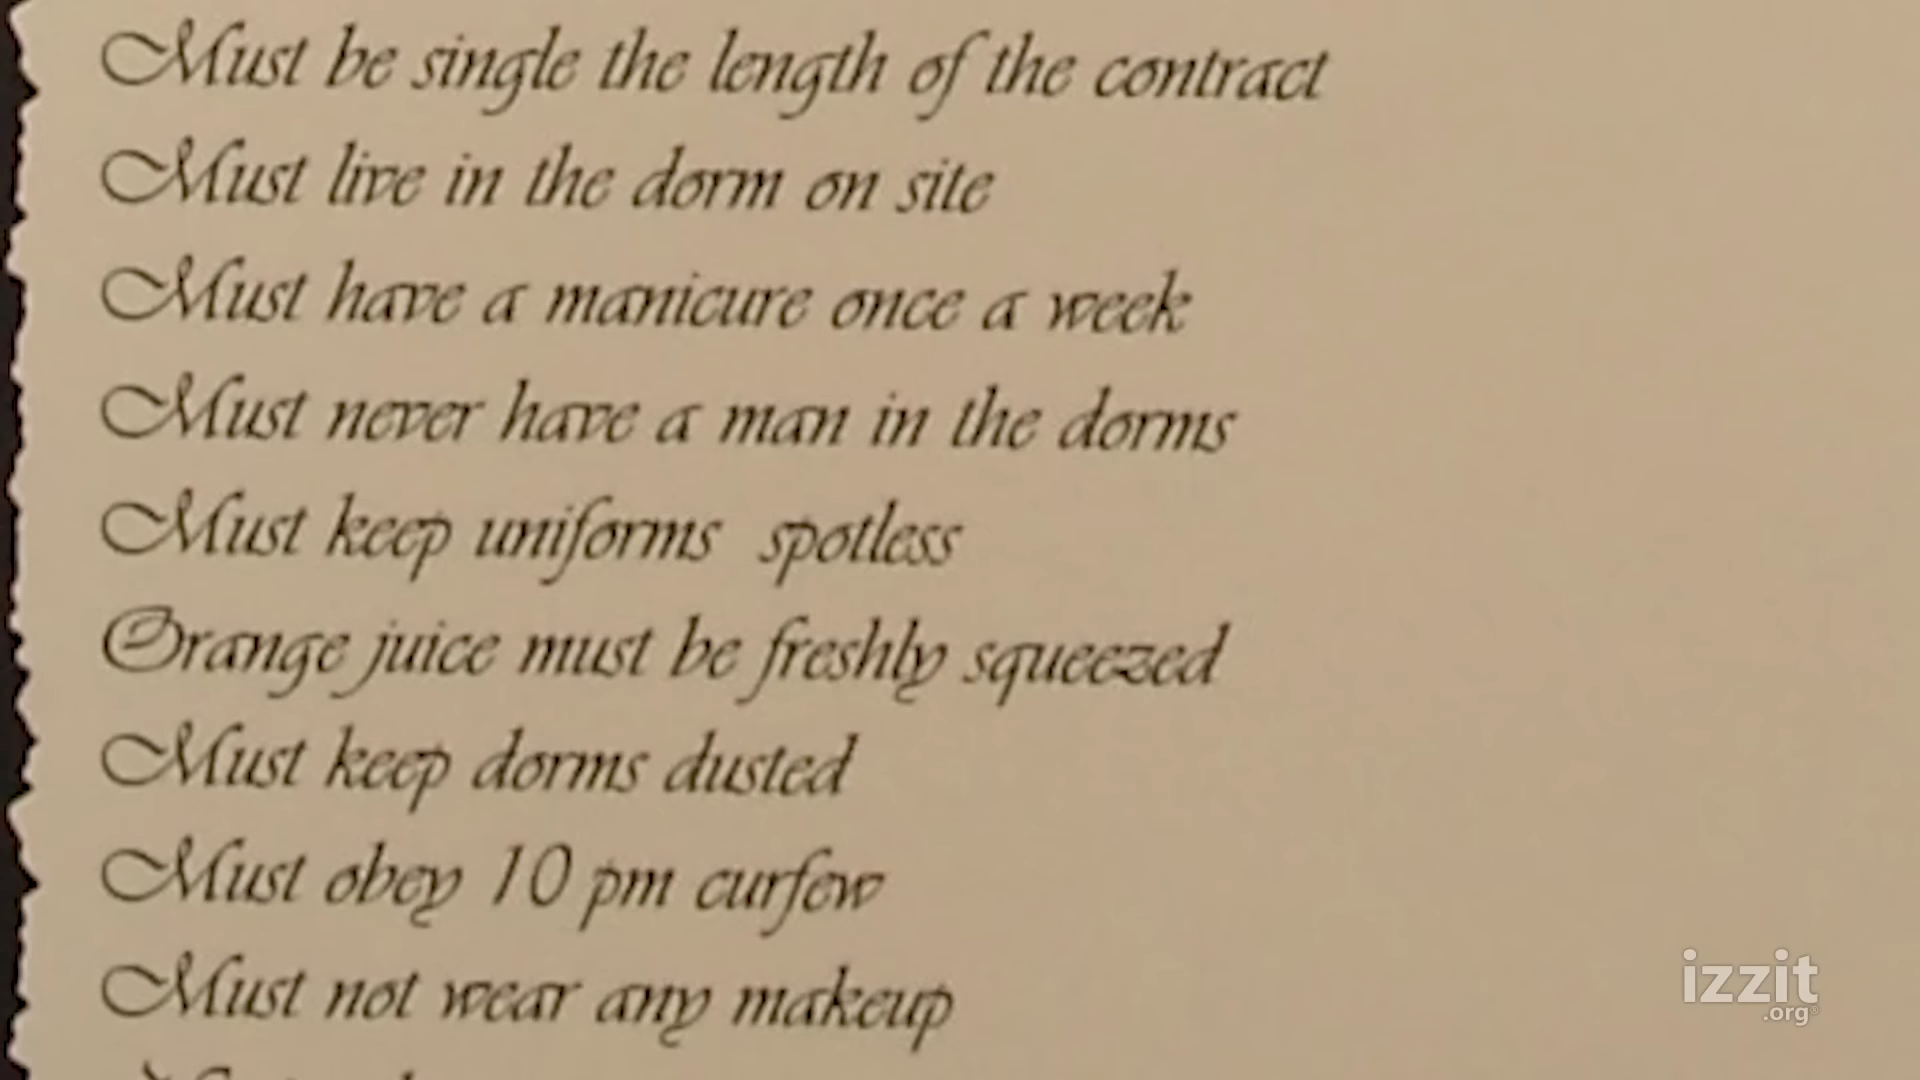 Must be single the length of the contract
Must live in the dorm on site
Must have a manicure once a week
Must never have a man in the dorms
Must keep uniforms spotless
Orange juice must be freshly squeezed
Must keep dorms dusted
Must obey 10 pm curfew
Must not wear any makeup
izzit
.org®